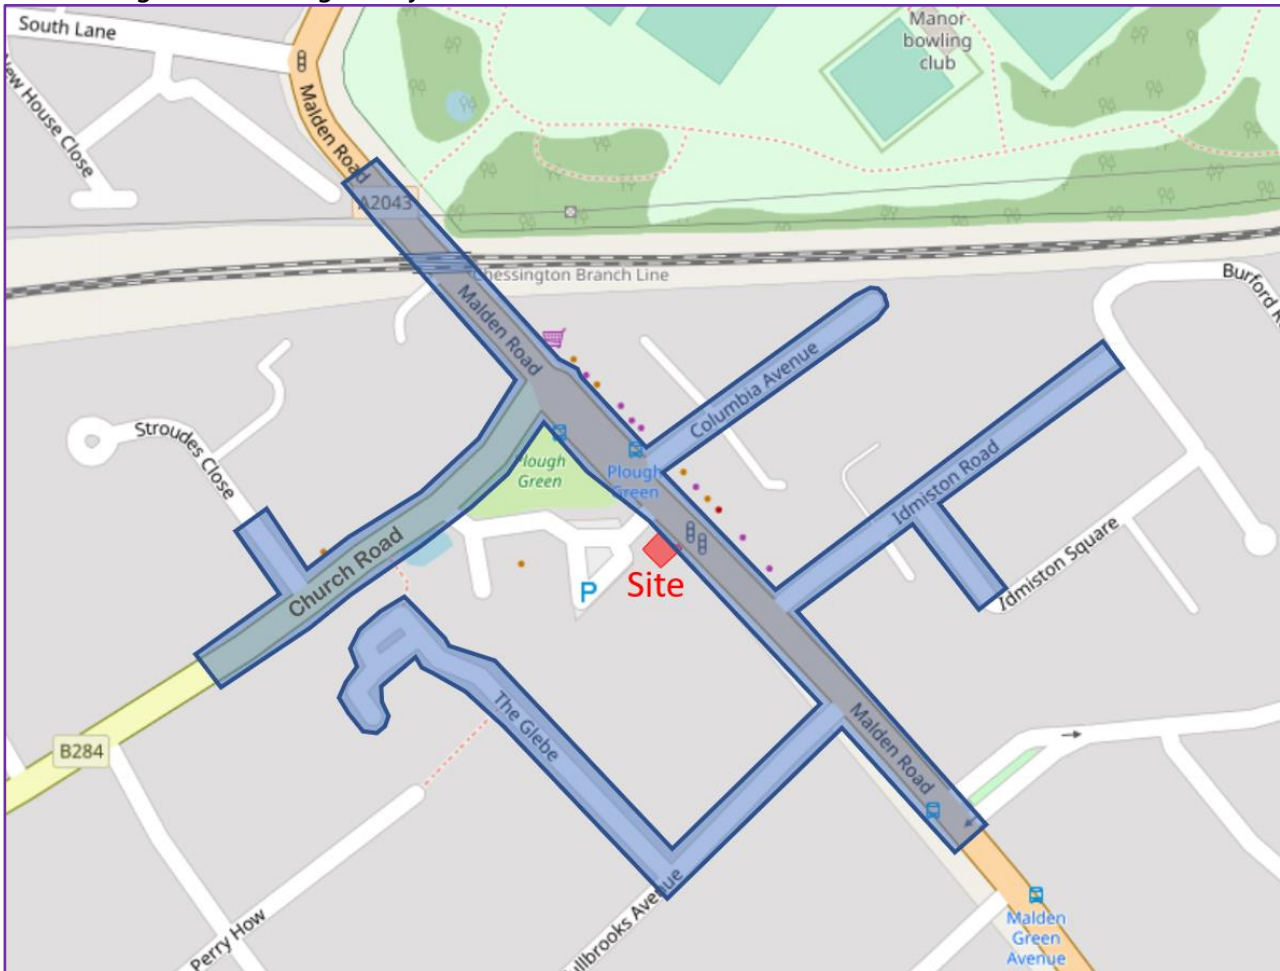 South Lane
Manor
bowling
club
New House Close
Malden Road
A2043
Chessington Branch Line
Burford
Malden Road
Columbia Avenue
Stroudes Close
Plough
Green
Plough
Green
Idmiston Road
Church Road
Idmiston Square
P
Site
The Glebe
Malden Road
B284
Perry How
Malden
Green
Avenue